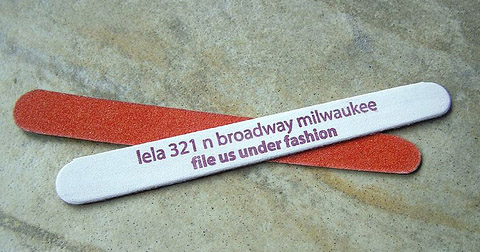 lela 321 n broadway milwaukee
file us under fashion